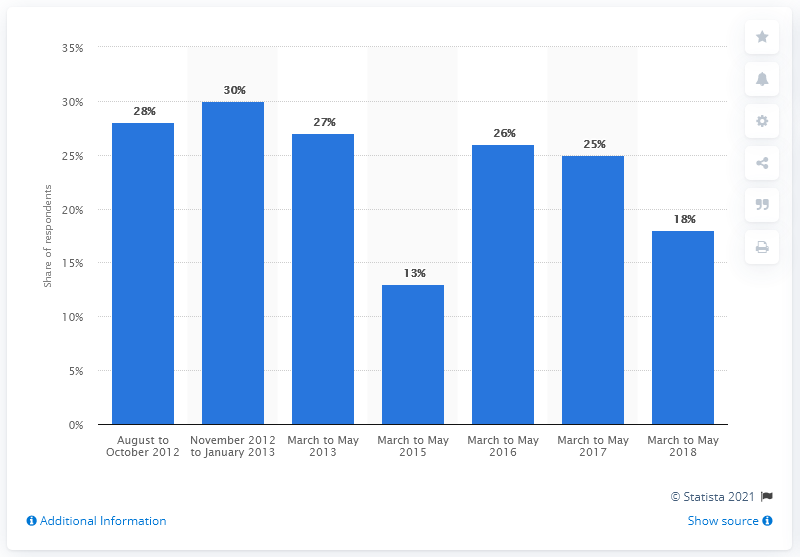 35%
30%
25%
20%
15%
10%
5%
0%
Share of respondents
28%
30%
27%
13%
26%
25%
18%
August to
October 2012
November 2012
to January 2013
March to May
2013
March to May
2015
March to May
2016
March to May
2017
March to May
2018
© Statista 2021
Additional Information
Show source